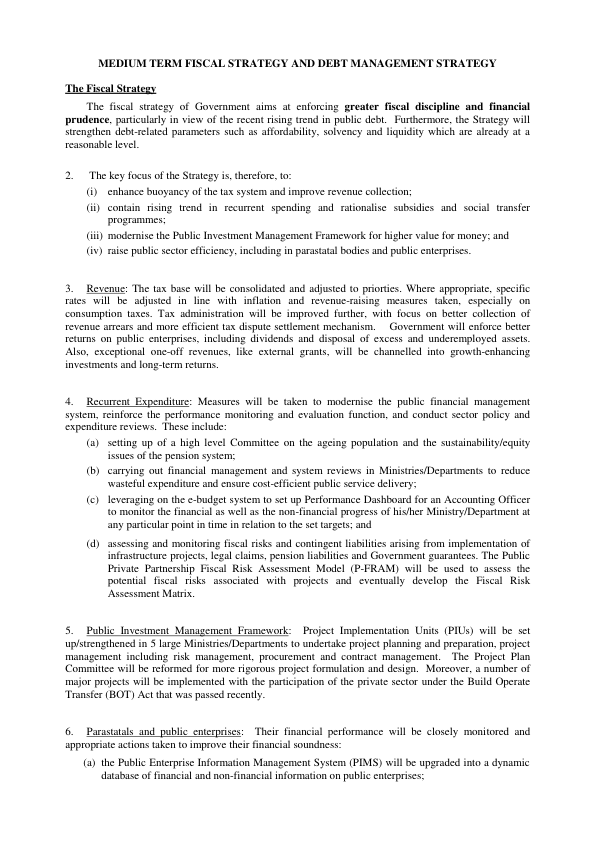 MEDIUM TERM FISCAL STRATEGY AND DEBT MANAGEMENT STRATEGY
The Fiscal Strategy
The fiscal strategy of Government aims at enforcing greater fiscal discipline and financial
prudence, particularly in view of the recent rising trend in public debt. Furthermore, the Strategy will
strengthen debt-related parameters such as affordability, solvency and liquidity which are already at a
reasonable level.
2. The key focus of the Strategy is, therefore, to:
(i) enhance buoyancy of the tax system and improve revenue collection;
(ii) contain rising trend in recurrent spending and rationalise subsidies and social transfer
programmes;
(iii) modernise the Public Investment Management Framework for higher value for money; and
(iv) raise public sector efficiency, including in parastatal bodies and public enterprises.
3. Revenue: The tax base will be consolidated and adjusted to priorties. Where appropriate, specific
rates will be adjusted in line with inflation and revenue-raising measures taken, especially on
consumption taxes. Tax administration will be improved further, with focus on better collection of
revenue arrears and more efficient tax dispute settlement mechanism. Government will enforce better
returns on public enterprises, including dividends and disposal of excess and underemployed assets.
Also, exceptional one-off revenues, like external grants, will be channelled into growth-enhancing
investments and long-term returns.
4. Recurrent Expenditure: Measures will be taken to modernise the public financial management
system, reinforce the performance monitoring and evaluation function, and conduct sector policy and
expenditure reviews. These include:
(a) setting up of a high level Committee on the ageing population and the sustainability/equity
issues of the pension system;
(b) carrying out financial management and system reviews in Ministries/Departments to reduce
wasteful expenditure and ensure cost-efficient public service delivery;
(c) leveraging on the e-budget system to set up Performance Dashboard for an Accounting Officer
to monitor the financial as well as the non-financial progress of his/her Ministry/Department at
any particular point in time in relation to the set targets; and
(d) assessing and monitoring fiscal risks and contingent liabilities arising from implementation of
infrastructure projects, legal claims, pension liabilities and Government guarantees. The Public
Private Partnership Fiscal Risk Assessment Model (P-FRAM) will be used to assess the
potential fiscal risks associated with projects and eventually develop the Fiscal Risk
Assessment Matrix.
5. Public Investment Management Framework: Project Implementation Units (PIUs) will be set
up/strengthened in 5 large Ministries/Departments to undertake project planning and preparation, project
management including risk management, procurement and contract management. The Project Plan
Committee will be reformed for more rigorous project formulation and design. Moreover, a number of
major projects will be implemented with the participation of the private sector under the Build Operate
Transfer (BOT) Act that was passed recently.
6. Parastatals and public enterprises: Their financial performance will be closely monitored and
appropriate actions taken to improve their financial soundness:
(a) the Public Enterprise Information Management System (PIMS) will be upgraded into a dynamic
database of financial and non-financial information on public enterprises;